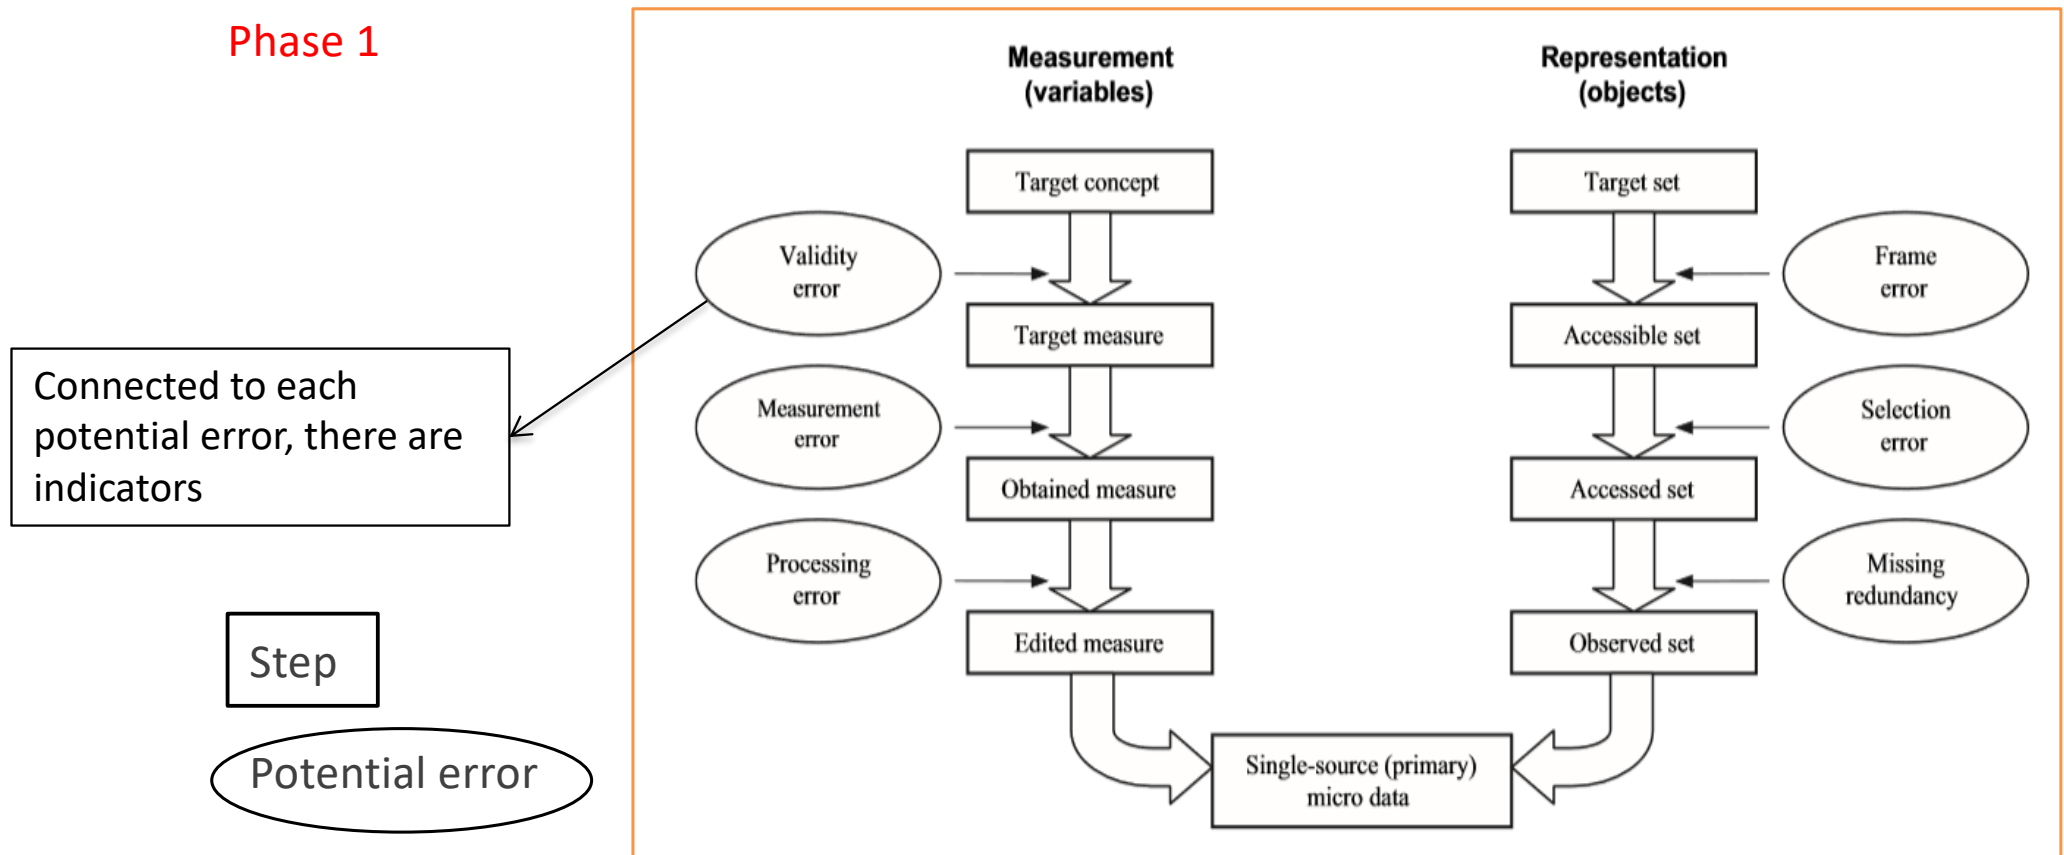 Phase 1
Measurement
(variables)
Representation
(objects)
Target concept
Target set
Validity
error
Frame
error
Target measure
Accessible set
Connected to each
potential error, there are
indicators
Measurement
error
Selection
error
Obtained measure
Accessed set
Processing
error
Missing
redundancy
Edited measure
Observed set
Step
Potential error
Single-source (primary)
micro data